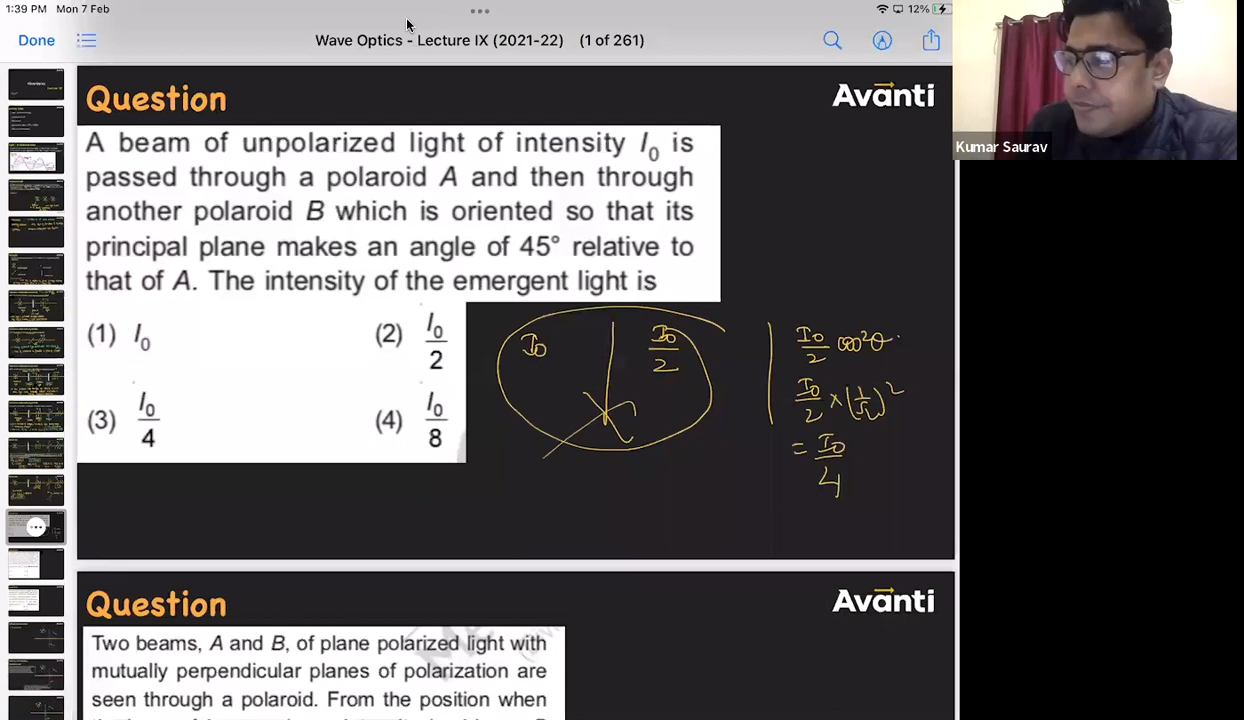 1:39 PM Mon 7 Feb
12%
Done
Wave Optics - Lecture IX (2021-22) (1 of 261)
Kumar Saurav
Question
Avanti
A beam of unpolarized light of intensity I₀ is
passed through a polaroid A and then through
another polaroid B which is oriented so that its
principal plane makes an angle of 45° relative to
that of A. The intensity of the emergent light is
(1) I₀
(2) I₀/2
(3) I₀/4
(4) I₀/8
I₀
I₀/2
I₀/2 cos²θ
I₀/2 × (1/√2)²
= I₀/4
Question
Avanti
Two beams, A and B, of plane polarized light with
mutually perpendicular planes of polarization are
seen through a polaroid. From the position when